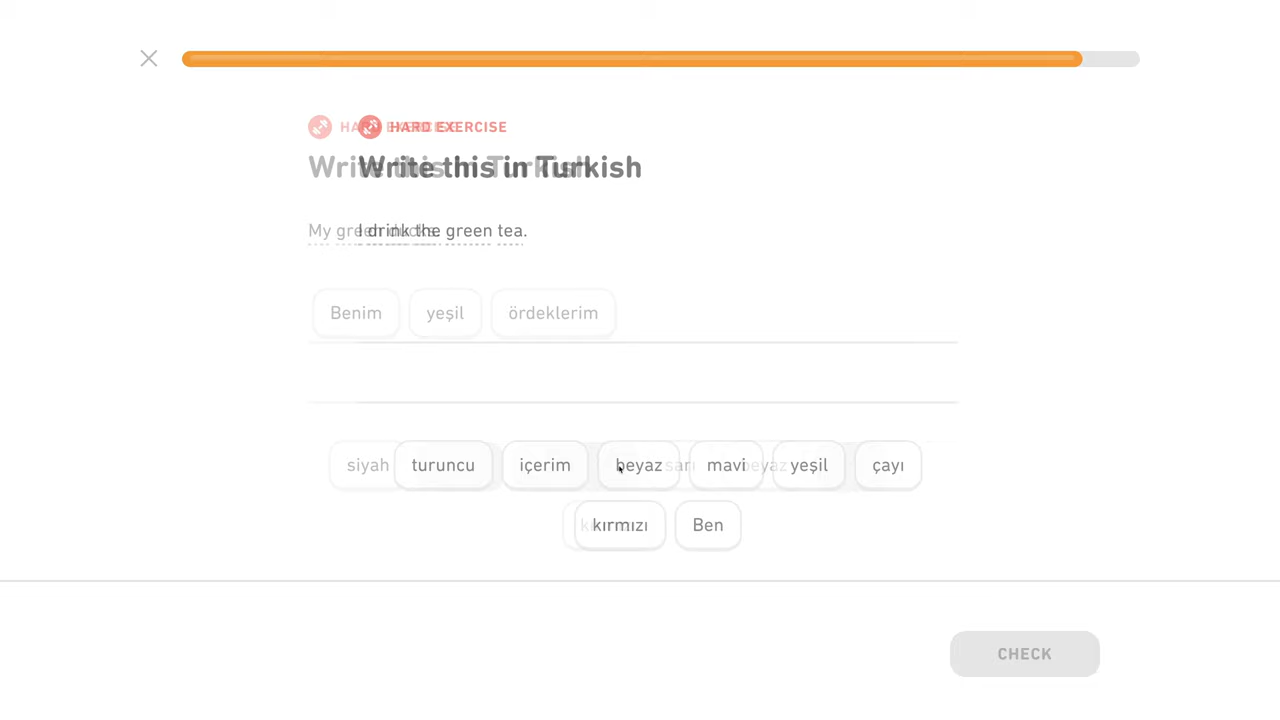 HARD EXERCISE
Write this in Turkish
I drink the green tea.
Benim yeşil ördeklerim
siyah turuncu içerim beyaz mavi yeşil çayı
kırmızı Ben
CHECK